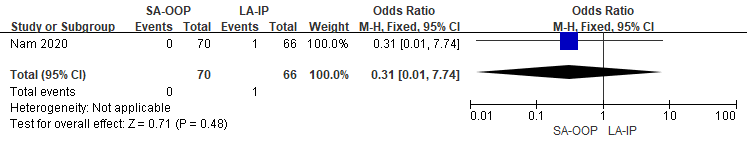 SA-OOP LA-IP Odds Ratio Odds Ratio
Study or Subgroup Events Total Events Total Weight M-H, Fixed, 95% CI M-H, Fixed, 95% CI
Nam 2020 0 70 1 66 100.0% 0.31 [0.01, 7.74]
Total (95% CI) 70 66 100.0% 0.31 [0.01, 7.74]
Total events 0 1
Heterogeneity: Not applicable
Test for overall effect: Z = 0.71 (P = 0.48)
0.01 0.1 1 10 100
SA-OOP LA-IP